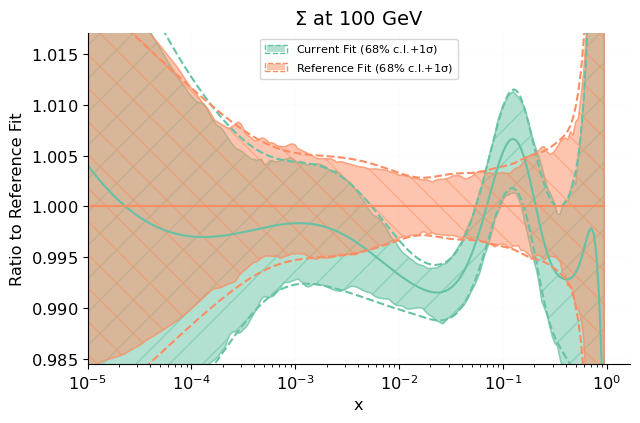 Σ at 100 GeV
Current Fit (68% c.l.+1σ)
Reference Fit (68% c.l.+1σ)
Ratio to Reference Fit
1.015
1.010
1.005
1.000
0.995
0.990
0.985
10⁻⁵ 10⁻⁴ 10⁻³ 10⁻² 10⁻¹ 10⁰
x